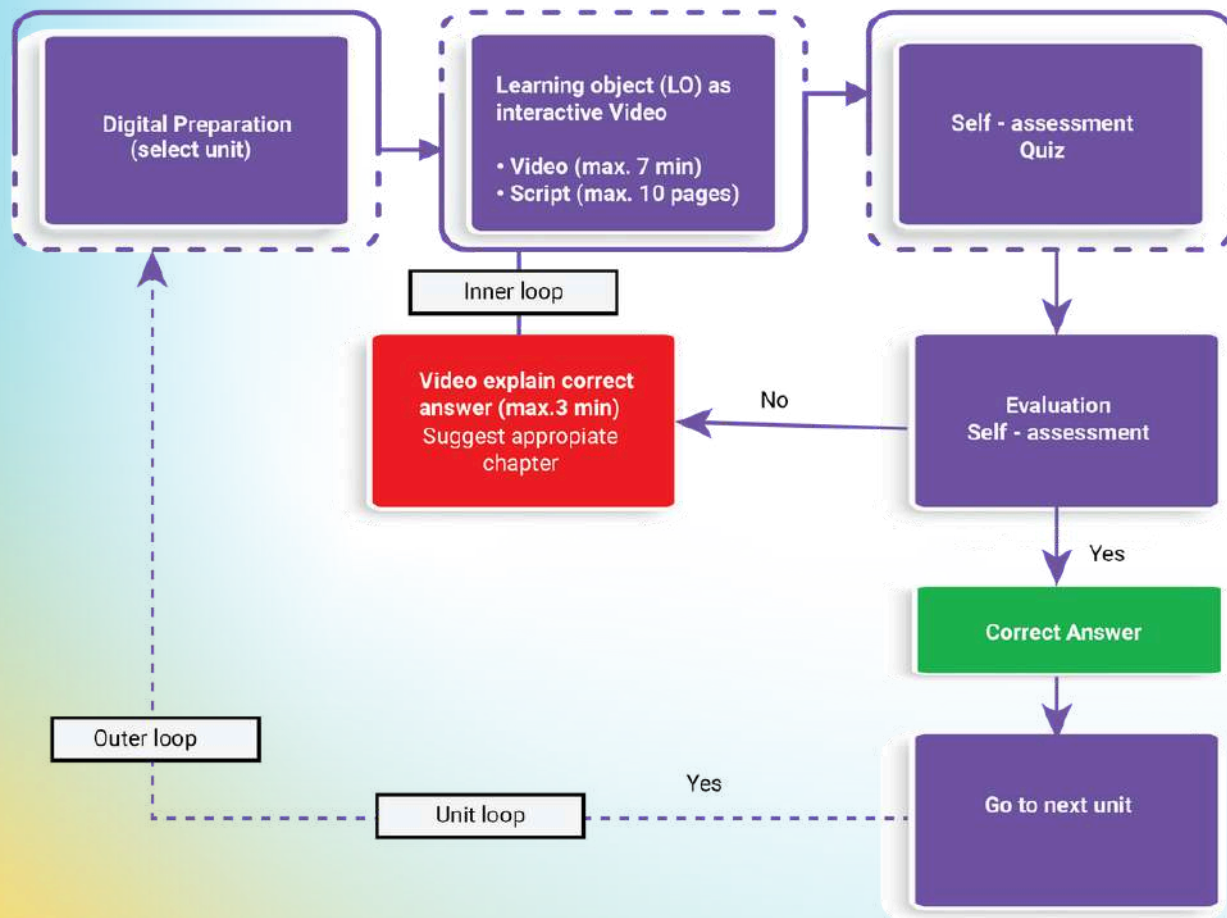 Digital Preparation
(select unit)
Learning object (LO) as
interactive Video
• Video (max. 7 min)
• Script (max. 10 pages)
Self - assessment
Quiz
Inner loop
Video explain correct
answer (max.3 min)
Suggest appropiate
chapter
No
Evaluation
Self - assessment
Yes
Correct Answer
Outer loop
Unit loop
Yes
Go to next unit